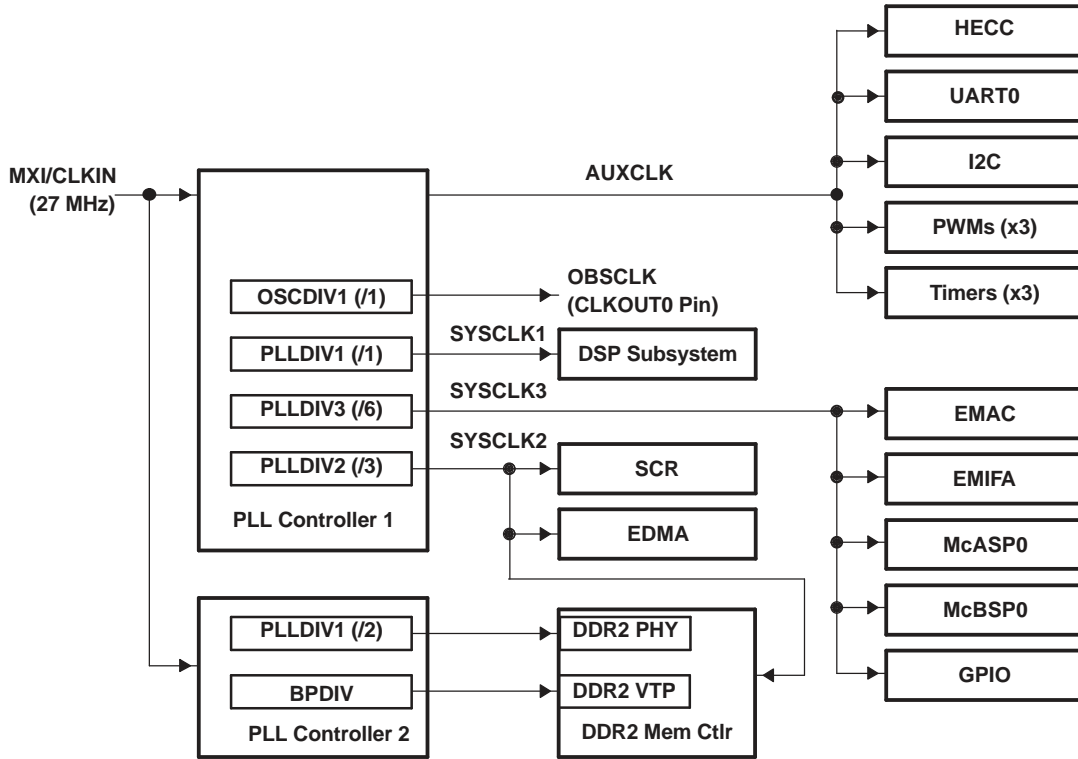 HECC
UART0
I2C
PWMs (x3)
Timers (x3)
MXI/CLKIN
(27 MHz)
AUXCLK
OSCDIV1 (/1)
OBSCLK
(CLKOUT0 Pin)
PLLDIV1 (/1)
SYSCLK1
DSP Subsystem
PLLDIV3 (/6)
SYSCLK3
PLLDIV2 (/3)
SYSCLK2
SCR
EDMA
PLL Controller 1
EMAC
EMIFA
McASP0
McBSP0
GPIO
PLLDIV1 (/2)
DDR2 PHY
BPDIV
DDR2 VTP
PLL Controller 2
DDR2 Mem Ctlr